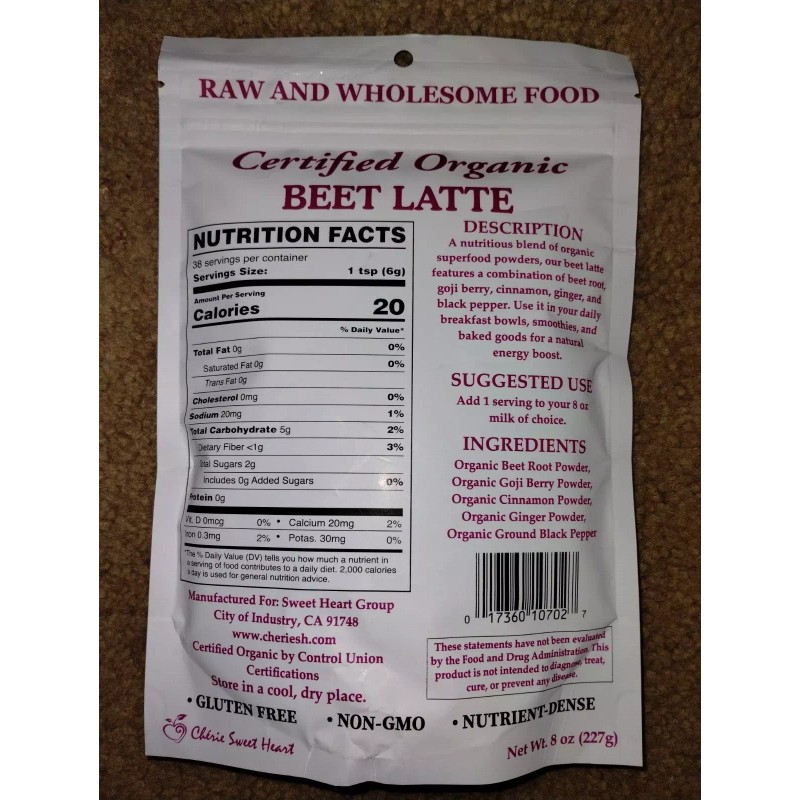 RAW AND WHOLESOME FOOD
Certified Organic
BEET LATTE
NUTRITION FACTS
38 servings per container
Servings Size: 1 tsp (6g)
Amount Per Serving
Calories 20
% Daily Value*
Total Fat 0g 0%
Saturated Fat 0g 0%
Trans Fat 0g
Cholesterol 0mg 0%
Sodium 20mg 1%
Total Carbohydrate 5g 2%
Dietary Fiber <1g 3%
Total Sugars 2g
Includes 0g Added Sugars 0%
Protein 0g
Vit. D 0mcg 0% • Calcium 20mg 2%
Iron 0.3mg 2% • Potas. 30mg 0%
*The % Daily Value (DV) tells you how much a nutrient in
a serving of food contributes to a daily diet. 2,000 calories
a day is used for general nutrition advice.
Manufactured For: Sweet Heart Group
City of Industry, CA 91748
www.cheriesh.com
Certified Organic by Control Union
Certifications
Store in a cool, dry place.
DESCRIPTION
A nutritious blend of organic
superfood powders, our beet latte
features a combination of beet root,
goji berry, cinnamon, ginger, and
black pepper. Use it in your daily
breakfast bowls, smoothies, and
baked goods for a natural
energy boost.
SUGGESTED USE
Add 1 serving to your 8 oz
milk of choice.
INGREDIENTS
Organic Beet Root Powder,
Organic Goji Berry Powder,
Organic Cinnamon Powder,
Organic Ginger Powder,
Organic Ground Black Pepper
0 17360 10702 7
These statements have not been evaluated
by the Food and Drug Administration. This
product is not intended to diagnose, treat,
cure, or prevent any disease.
• GLUTEN FREE • NON-GMO • NUTRIENT-DENSE
Chérie Sweet Heart
Net Wt. 8 oz (227g)